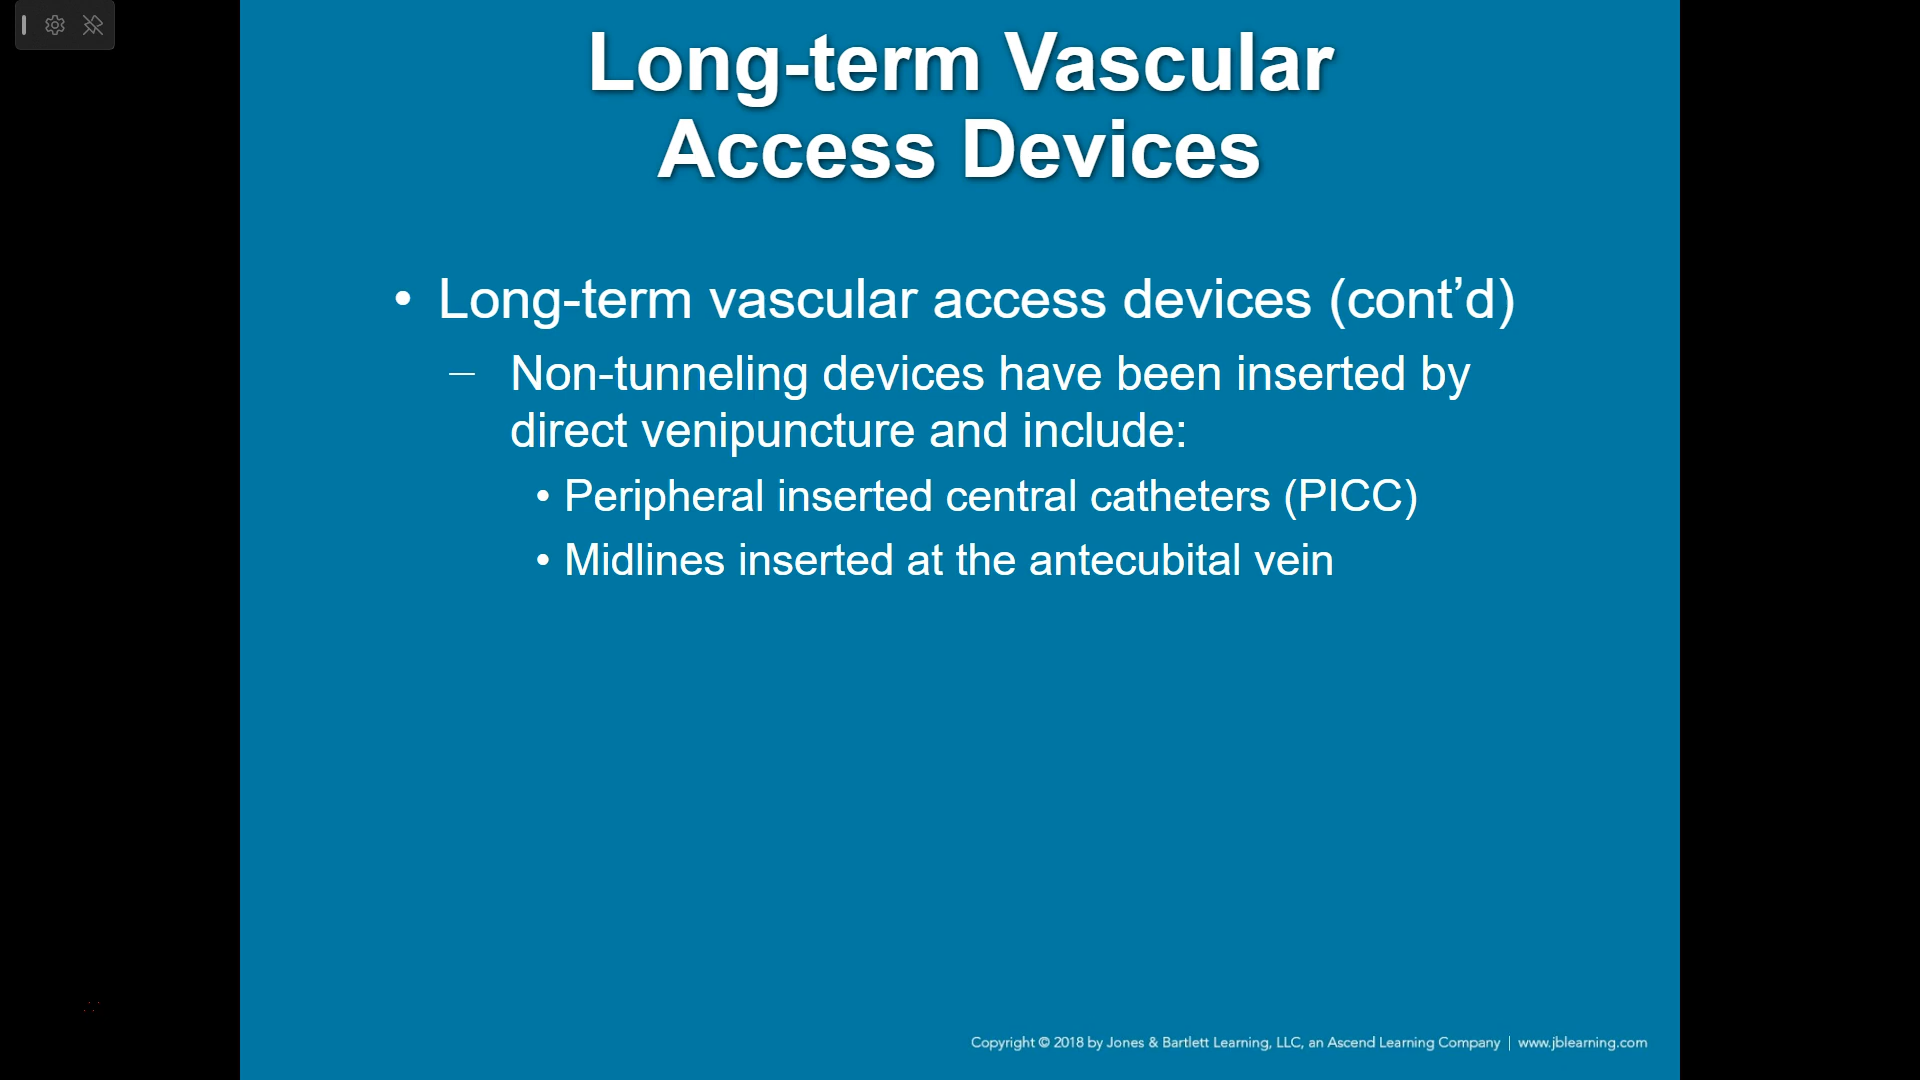 Long-term Vascular
Access Devices
• Long-term vascular access devices (cont’d)
– Non-tunneling devices have been inserted by
direct venipuncture and include:
• Peripheral inserted central catheters (PICC)
• Midlines inserted at the antecubital vein
Copyright © 2018 by Jones & Bartlett Learning, LLC, an Ascend Learning Company | www.jblearning.com